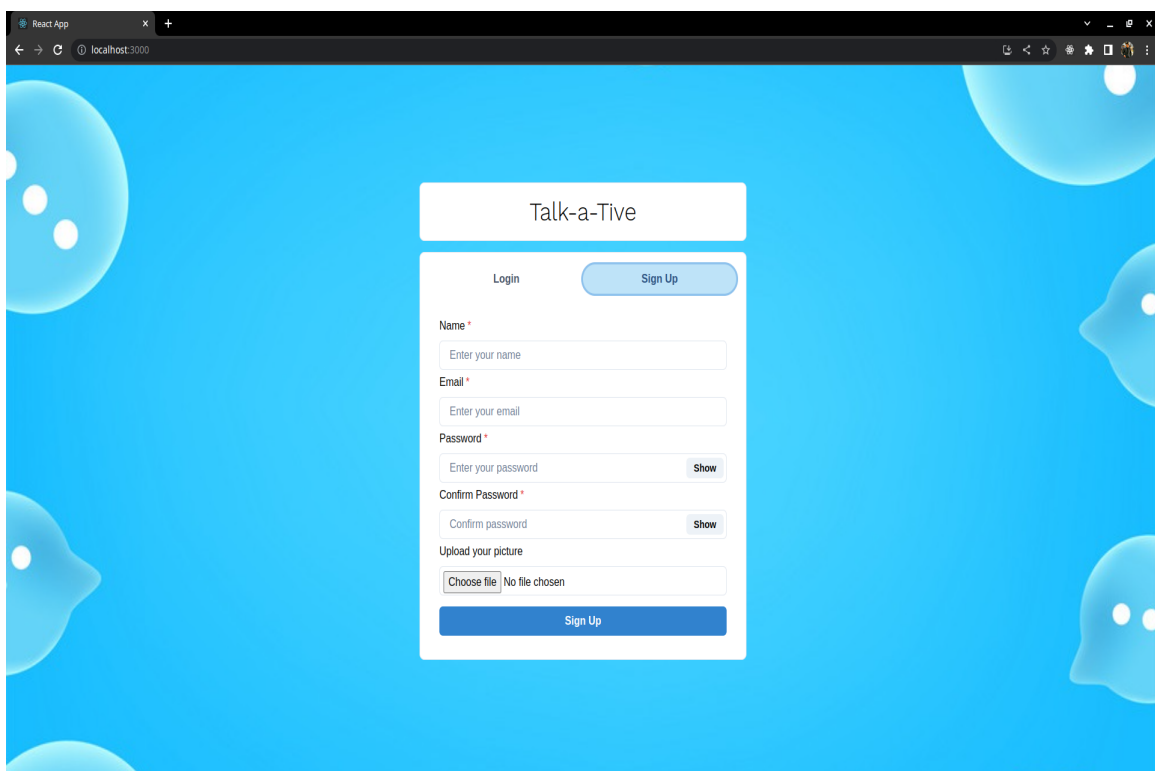 React App
localhost:3000
Talk-a-Tive
Login Sign Up
Name *
Enter your name
Email *
Enter your email
Password *
Enter your password Show
Confirm Password *
Confirm password Show
Upload your picture
Choose file No file chosen
Sign Up